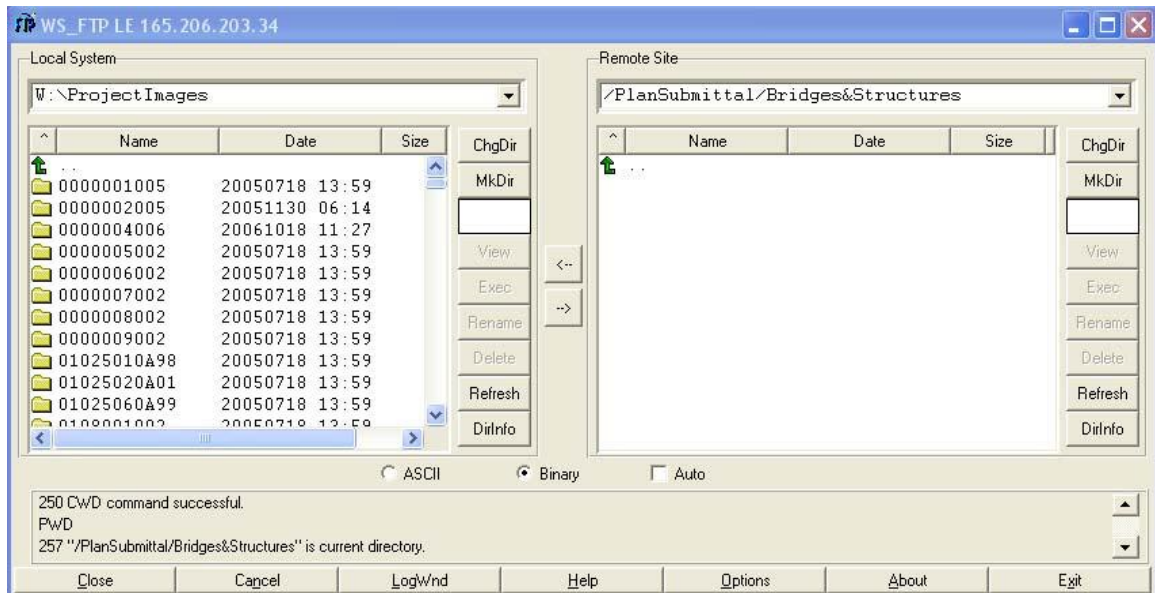 WS_FTP LE 165.206.203.34
Local System
W:\ProjectImages
^ Name Date Size
..
0000001005 20050718 13:59
0000002005 20051130 06:14
0000004006 20061018 11:27
0000005002 20050718 13:59
0000006002 20050718 13:59
0000007002 20050718 13:59
0000008002 20050718 13:59
0000009002 20050718 13:59
01025010A98 20050718 13:59
01025020A01 20050718 13:59
01025060A99 20050718 13:59
0108001002 20050718 13:59
ChgDir
MkDir
View
Exec
Rename
Delete
Refresh
DirInfo
<--
-->
Remote Site
/PlanSubmittal/Bridges&Structures
^ Name Date Size
..
ChgDir
MkDir
View
Exec
Rename
Delete
Refresh
DirInfo
ASCII Binary Auto
250 CWD command successful.
PWD
257 "/PlanSubmittal/Bridges&Structures" is current directory.
Close Cancel LogWnd Help Options About Exit